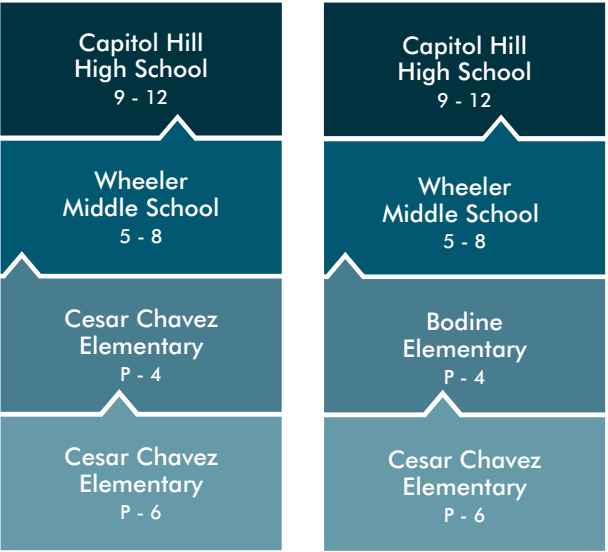 Capitol Hill
High School
9 - 12
Wheeler
Middle School
5 - 8
Cesar Chavez
Elementary
P - 4
Cesar Chavez
Elementary
P - 6
Capitol Hill
High School
9 - 12
Wheeler
Middle School
5 - 8
Bodine
Elementary
P - 4
Cesar Chavez
Elementary
P - 6